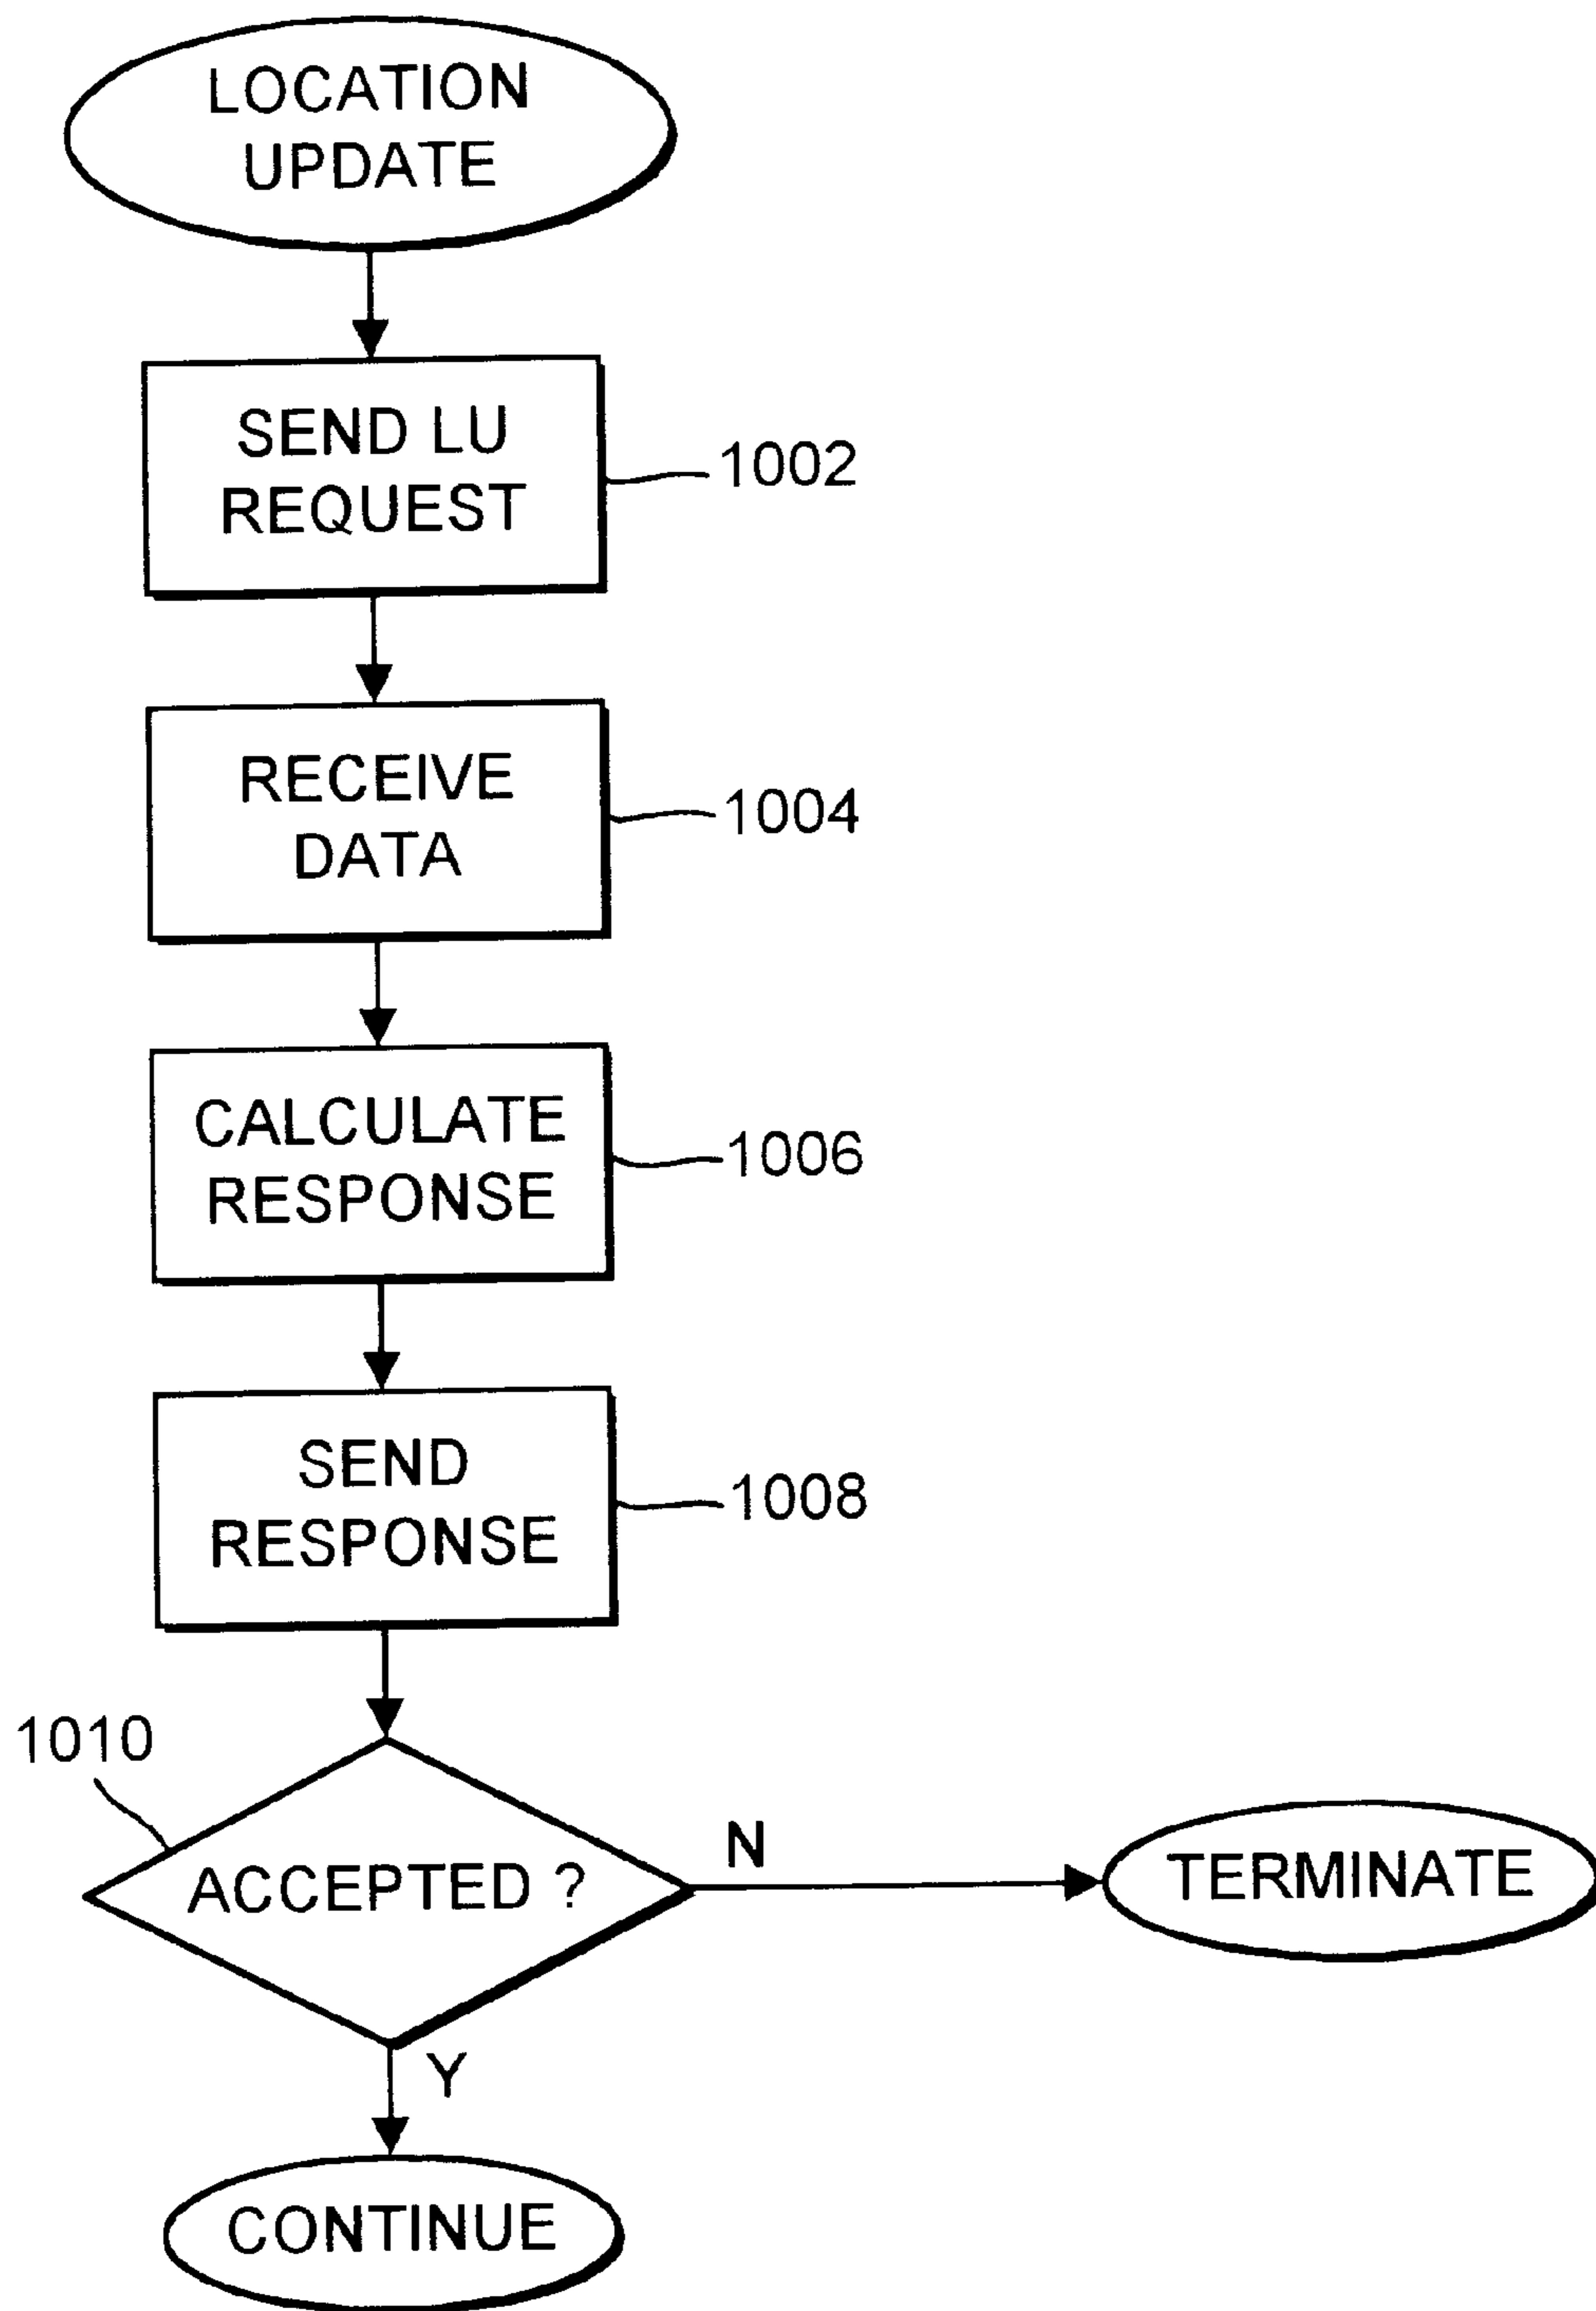 LOCATION
UPDATE
SEND LU
REQUEST
1002
RECEIVE
DATA
1004
CALCULATE
RESPONSE
1006
SEND
RESPONSE
1008
1010
ACCEPTED ?
N
TERMINATE
Y
CONTINUE